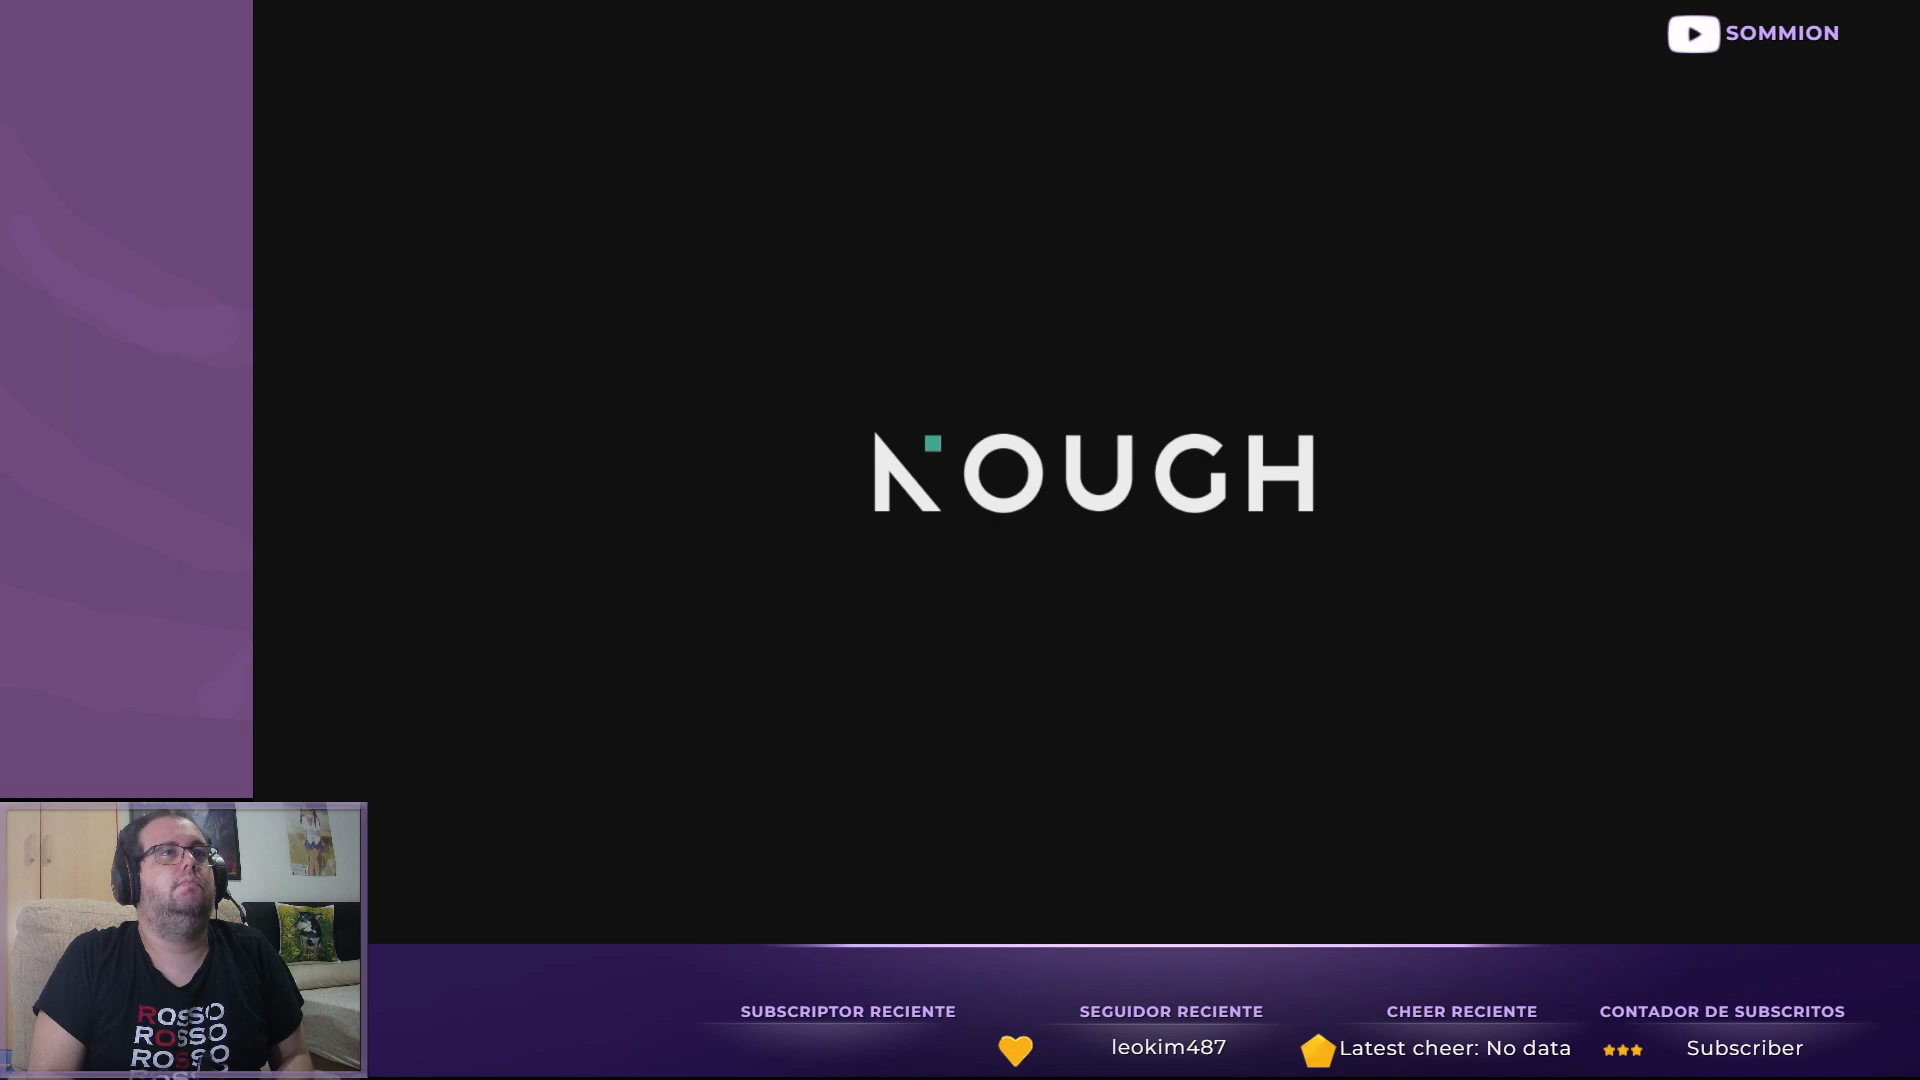 SOMMION
NOUGH
SUBSCRIPTOR RECIENTE
SEGUIDOR RECIENTE
leokim487
CHEER RECIENTE
Latest cheer: No data
CONTADOR DE SUBSCRITOS
Subscriber
ROSSO
ROSSO
ROSSO